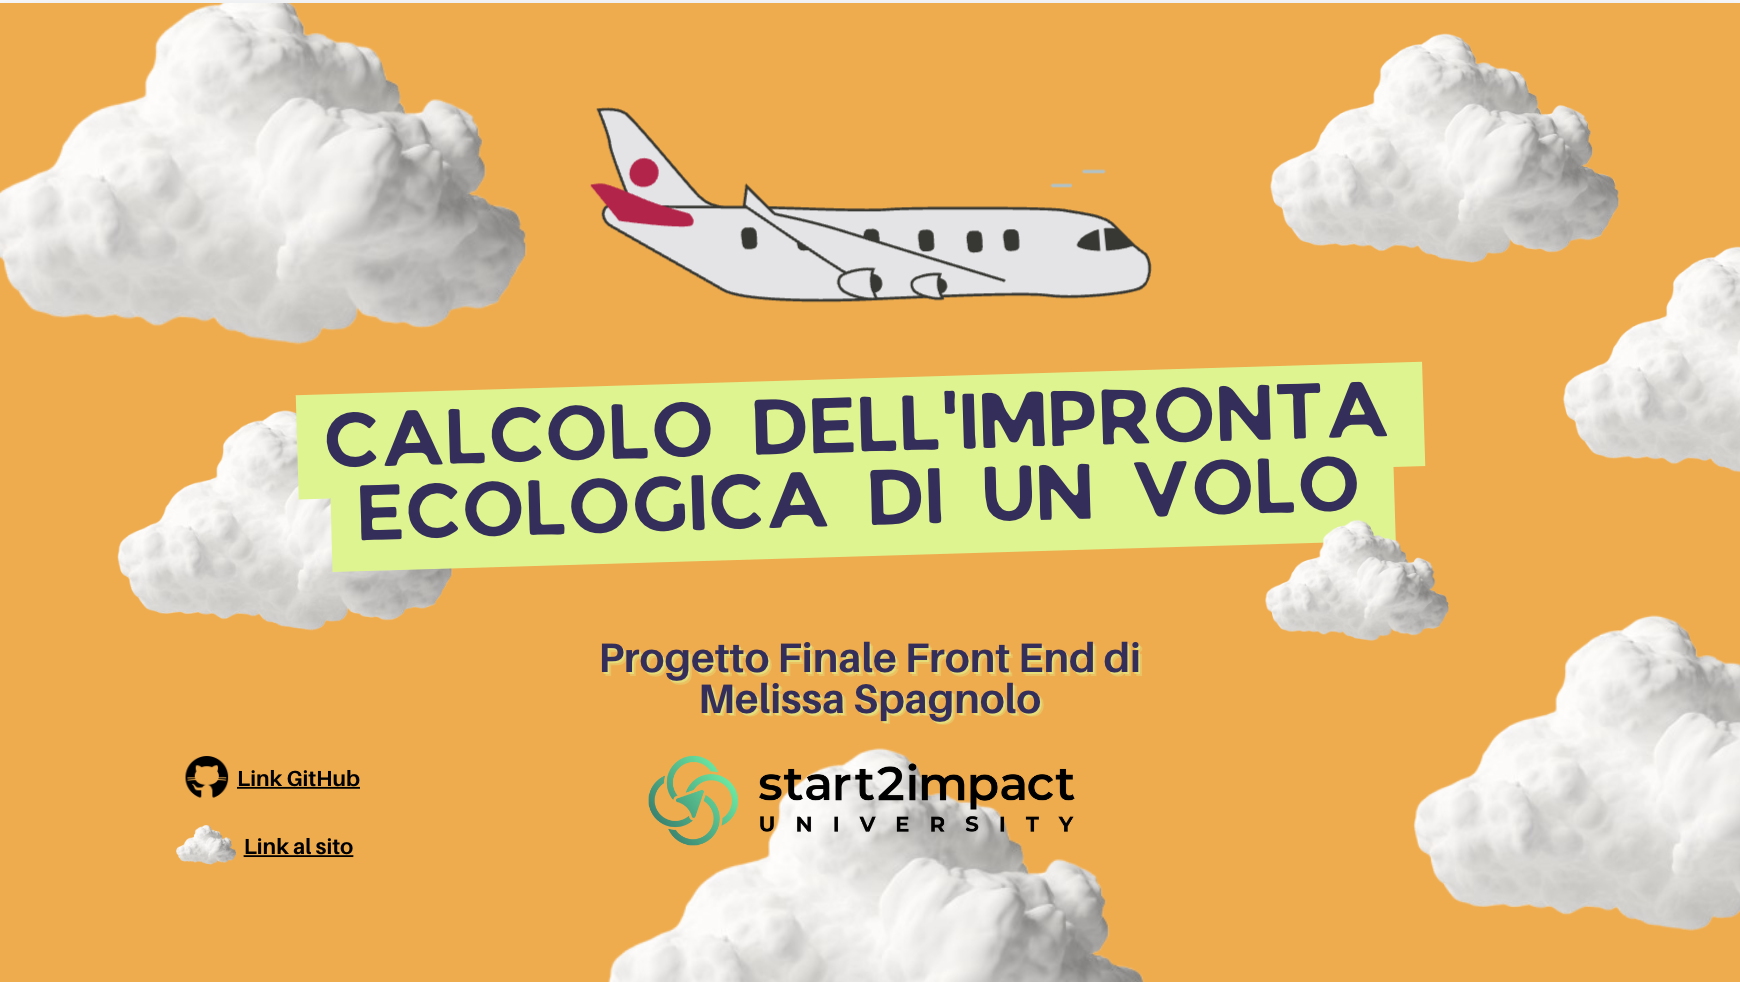 CALCOLO DELL'IMPRONTA
ECOLOGICA DI UN VOLO
Progetto Finale Front End di
Melissa Spagnolo
Link GitHub
Link al sito
start2impact
UNIVERSITY